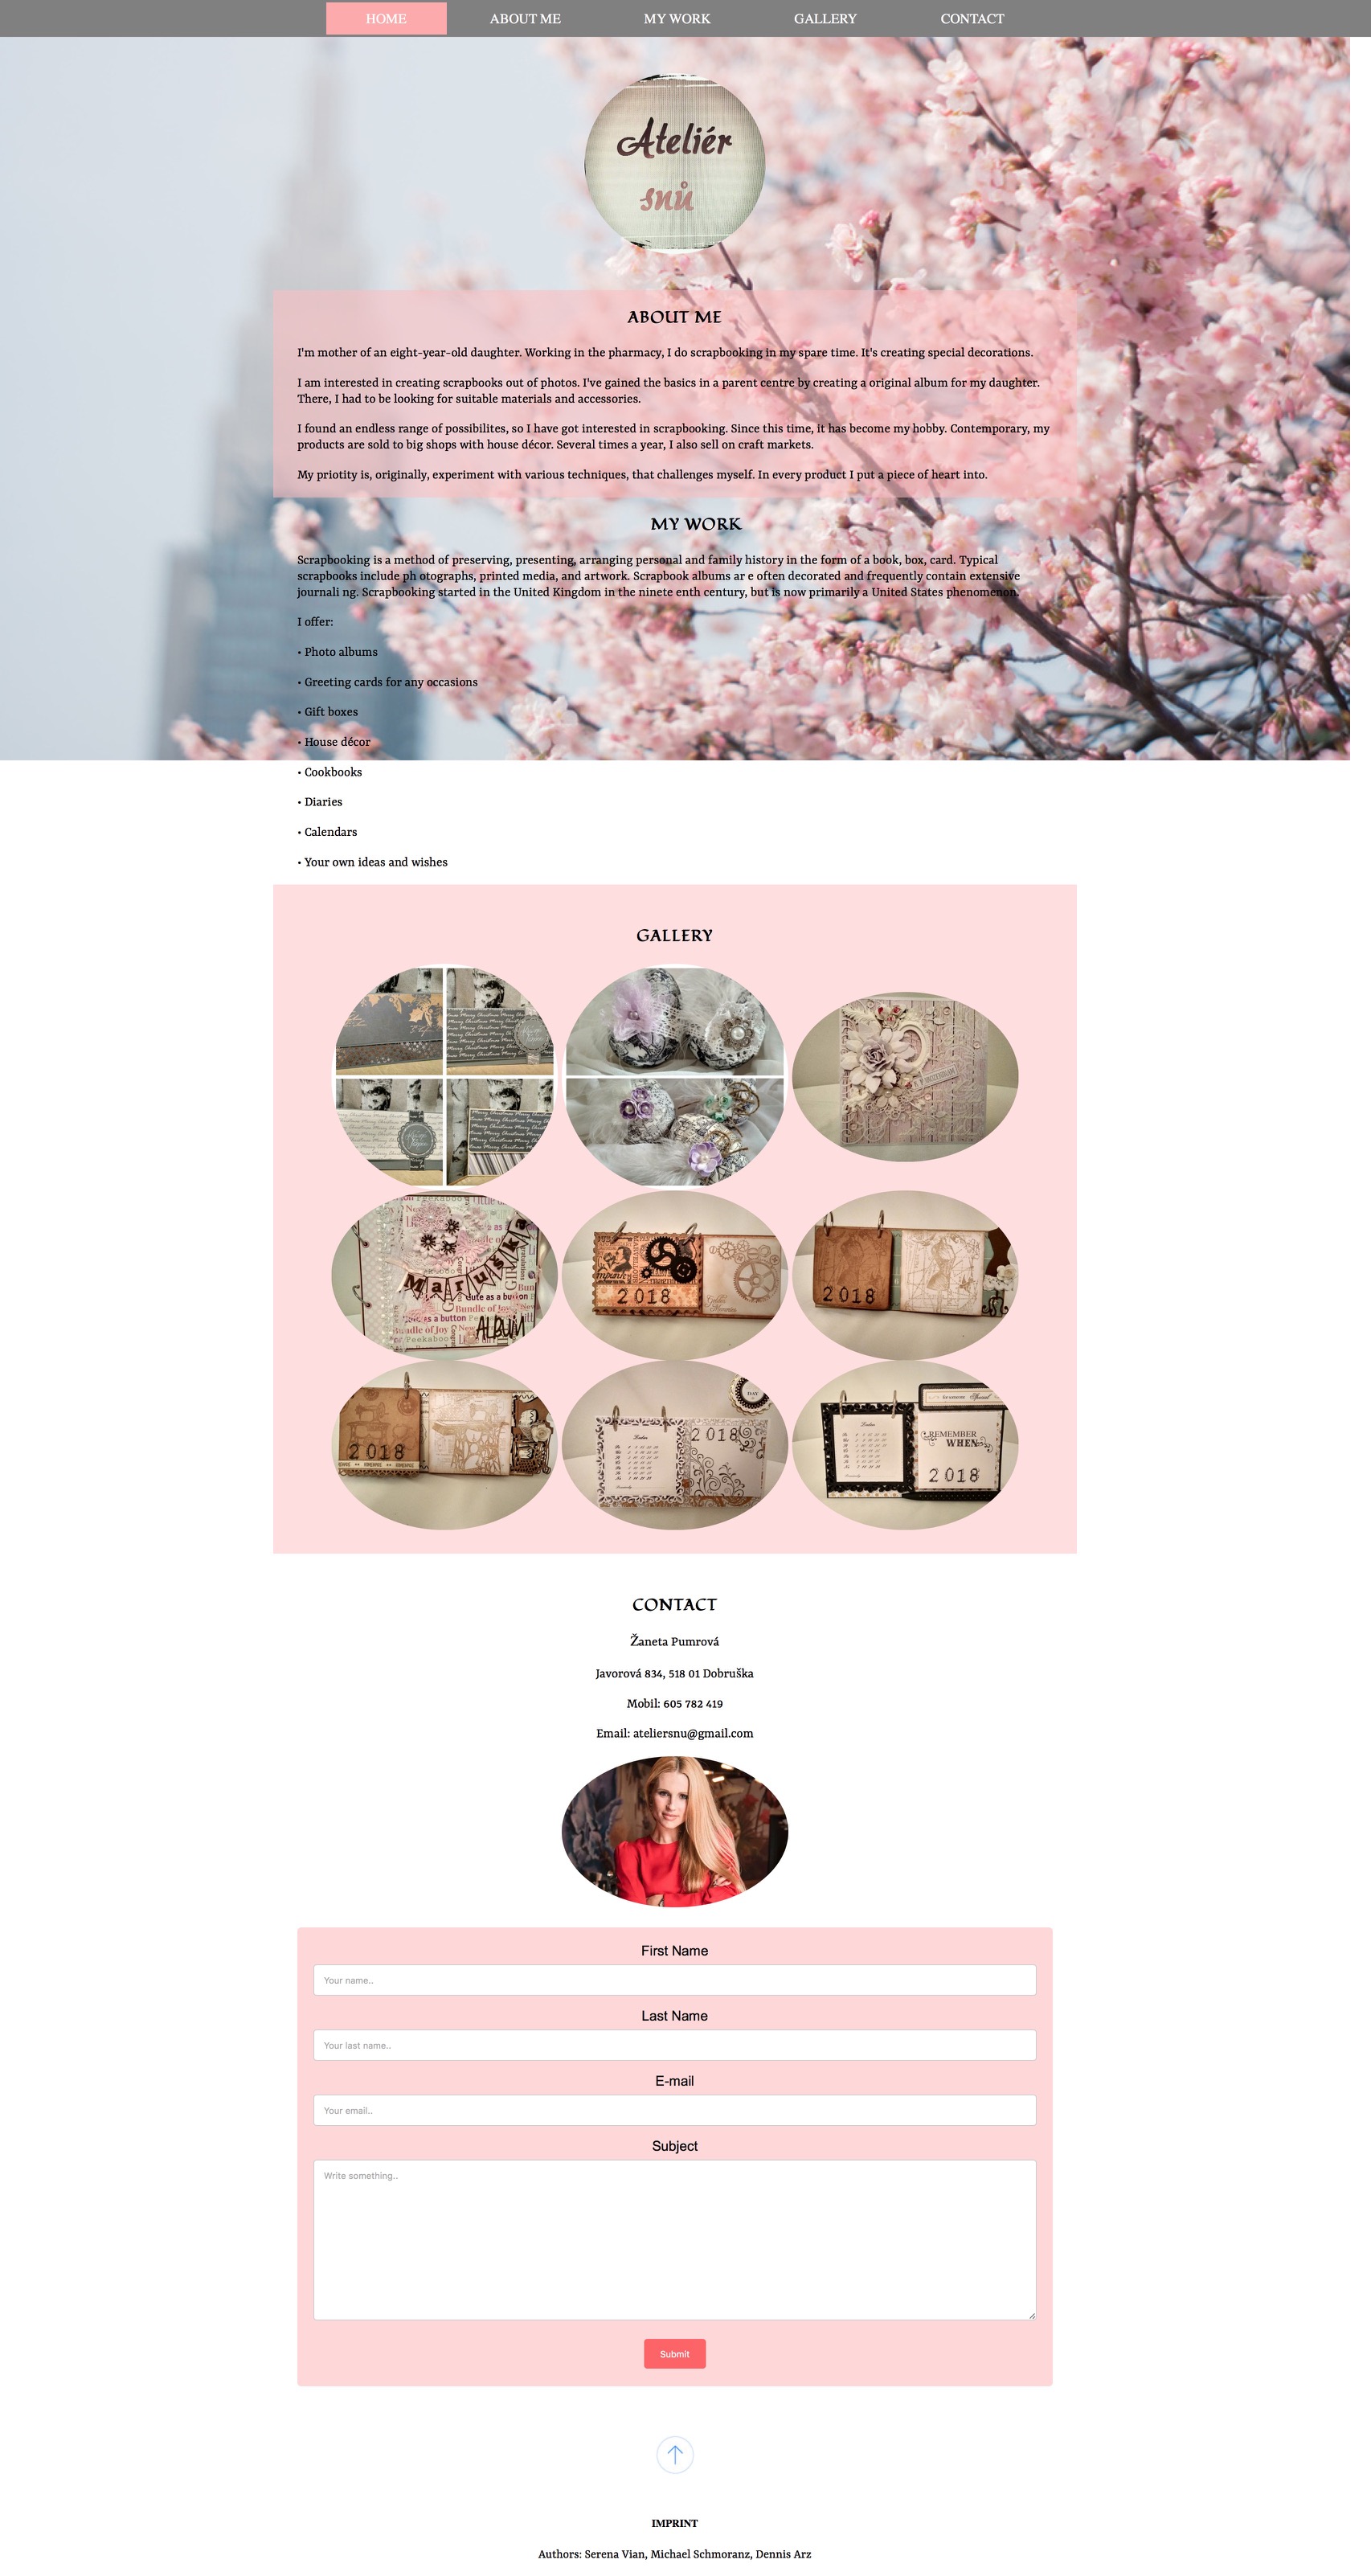 HOME ABOUT ME MY WORK GALLERY CONTACT
Ateliér
snů
ABOUT ME
I'm mother of an eight-year-old daughter. Working in the pharmacy, I do scrapbooking in my spare time. It's creating special decorations.
I am interested in creating scrapbooks out of photos. I've gained the basics in a parent centre by creating a original album for my daughter.
There, I had to be looking for suitable materials and accessories.
I found an endless range of possibilites, so I have got interested in scrapbooking. Since this time, it has become my hobby. Contemporary, my
products are sold to big shops with house décor. Several times a year, I also sell on craft markets.
My priotity is, originally, experiment with various techniques, that challenges myself. In every product I put a piece of heart into.
MY WORK
Scrapbooking is a method of preserving, presenting, arranging personal and family history in the form of a book, box, card. Typical
scrapbooks include ph otographs, printed media, and artwork. Scrapbook albums ar e often decorated and frequently contain extensive
journali ng. Scrapbooking started in the United Kingdom in the ninete enth century, but is now primarily a United States phenomenon.
I offer:
• Photo albums
• Greeting cards for any occasions
• Gift boxes
• House décor
• Cookbooks
• Diaries
• Calendars
• Your own ideas and wishes
GALLERY
Maruška
Cute as a button
Bundle of Joy
ALBUM
2018
2018
2018
2018
DAY
REMEMBER
WHEN
2018
CONTACT
Žaneta Pumrová
Javorová 834, 518 01 Dobruška
Mobil: 605 782 419
Email: ateliersnu@gmail.com
First Name
Your name..
Last Name
Your last name..
E-mail
Your email..
Subject
Write something..
Submit
IMPRINT
Authors: Serena Vian, Michael Schmoranz, Dennis Arz